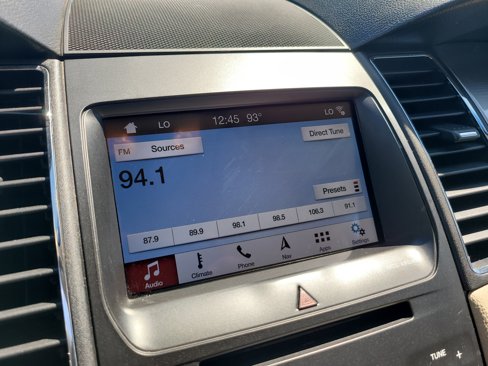 LO 12:45 93° LO
FM Sources Direct Tune
94.1
Presets
87.9 89.9 98.1 98.5 106.3 91.1
Audio Climate Phone Nav Apps Settings
TUNE +